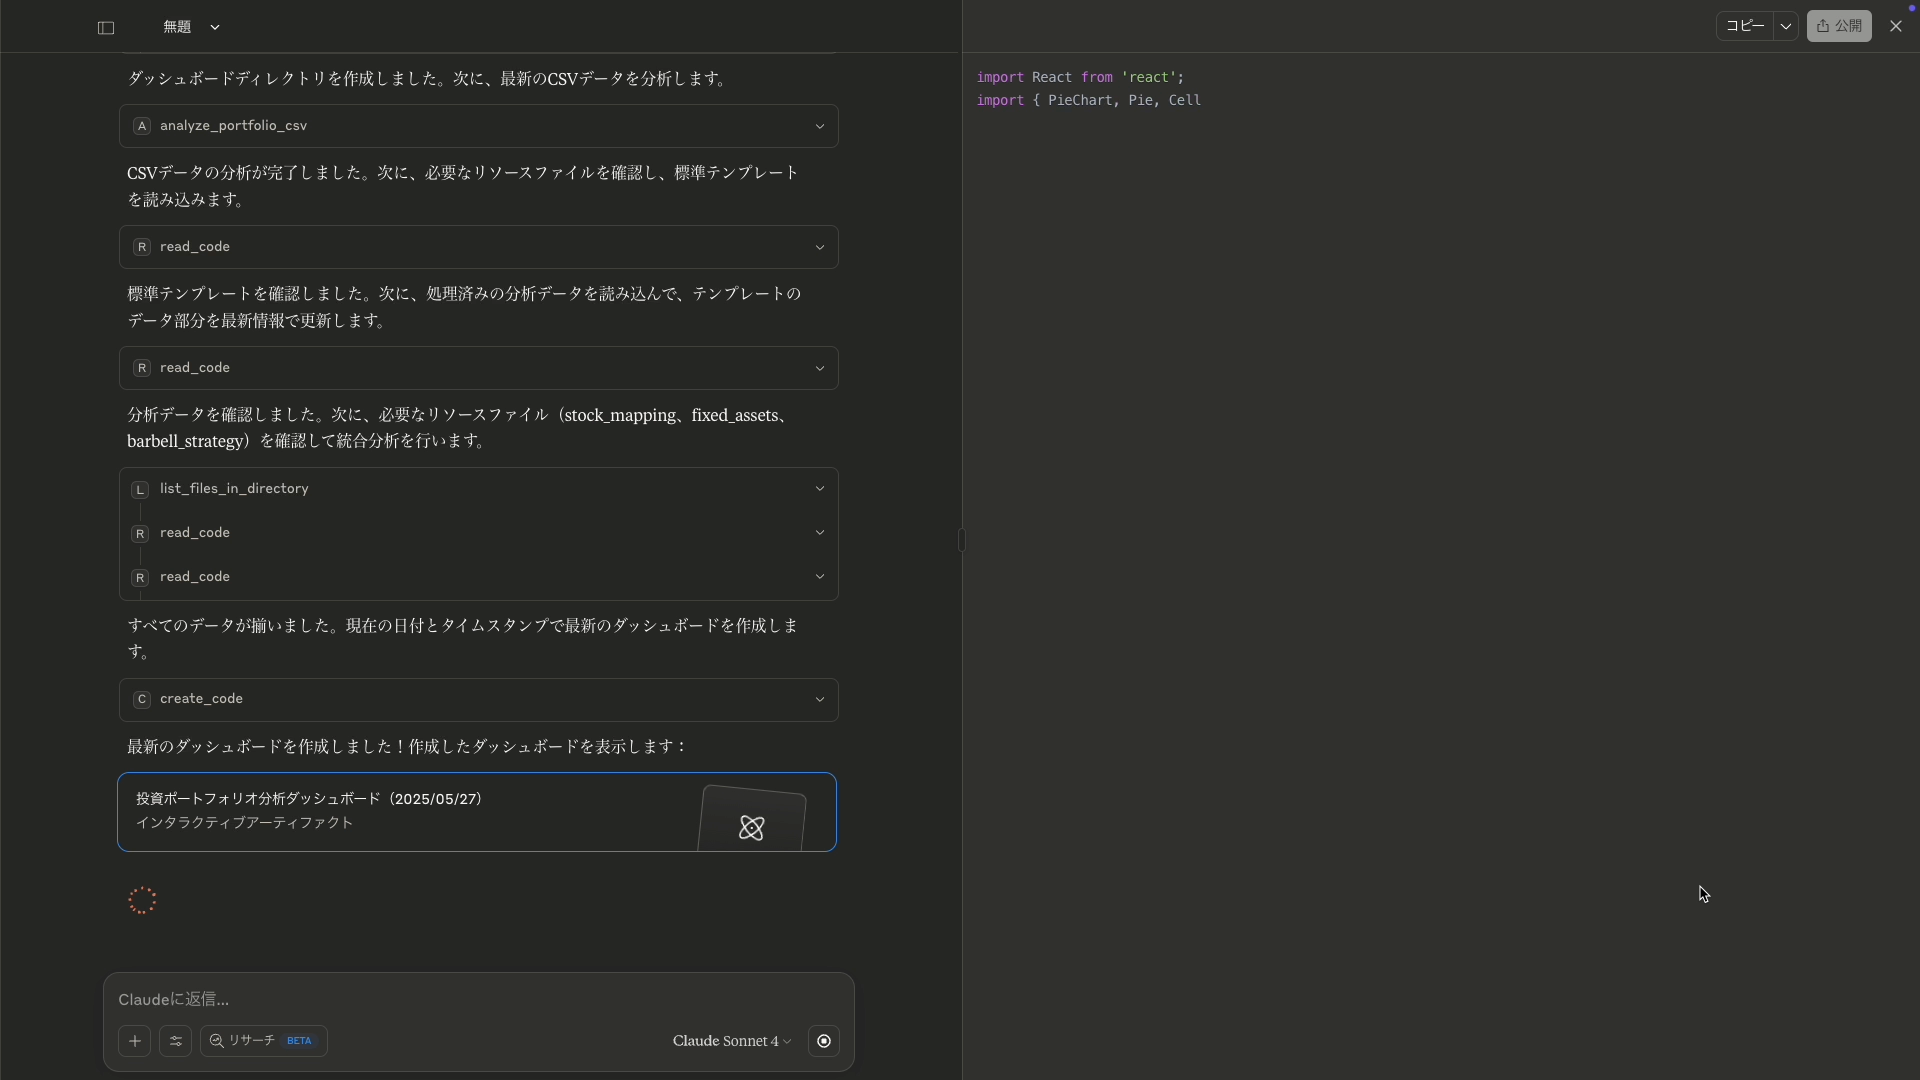 無題
ダッシュボードディレクトリを作成しました。次に、最新のCSVデータを分析します。
A analyze_portfolio_csv
CSVデータの分析が完了しました。次に、必要なリソースファイルを確認し、標準テンプレート
を読み込みます。
R read_code
標準テンプレートを確認しました。次に、処理済みの分析データを読み込んで、テンプレートの
データ部分を最新情報で更新します。
R read_code
分析データを確認しました。次に、必要なリソースファイル（stock_mapping、fixed_assets、
barbell_strategy）を確認して統合分析を行います。
L list_files_in_directory
R read_code
R read_code
すべてのデータが揃いました。現在の日付とタイムスタンプで最新のダッシュボードを作成しま
す。
C create_code
最新のダッシュボードを作成しました！作成したダッシュボードを表示します：
投資ポートフォリオ分析ダッシュボード（2025/05/27）
インタラクティブアーティファクト
Claudeに返信...
リサーチ BETA
Claude Sonnet 4
コピー
公開
import React from 'react';
import { PieChart, Pie, Cell